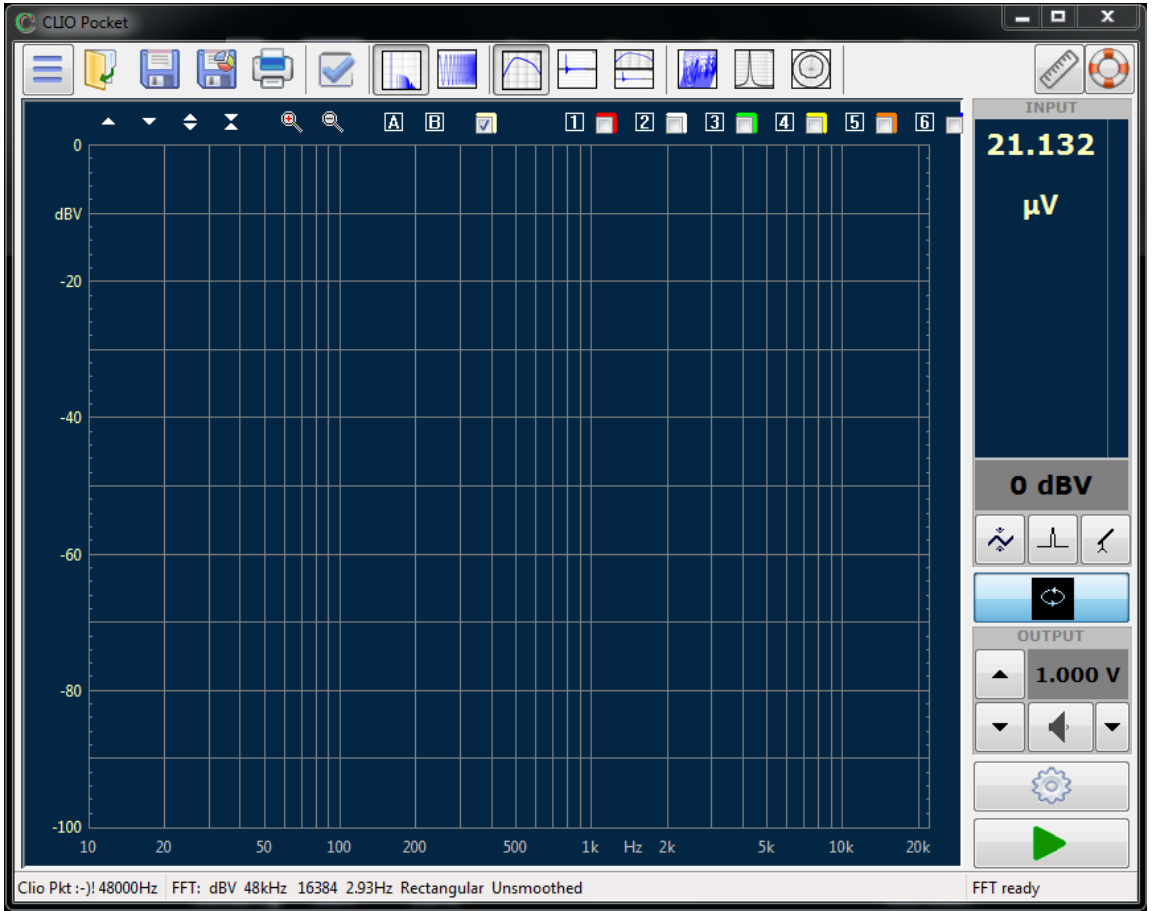 CLIO Pocket
INPUT
A B 1 2 3 4 5 6
21.132
µV
0
dBV
-20
-40
-60
-80
-100
10 20 50 100 200 500 1k Hz 2k 5k 10k 20k
0 dBV
OUTPUT
1.000 V
Clio Pkt :-)! 48000Hz FFT: dBV 48kHz 16384 2.93Hz Rectangular Unsmoothed
FFT ready